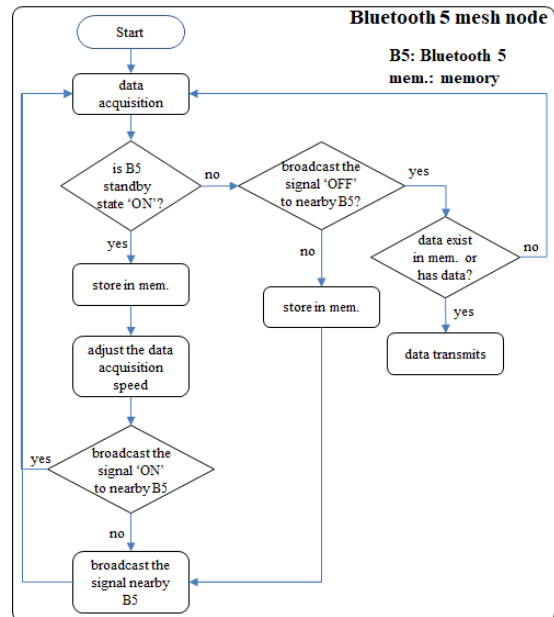 Bluetooth 5 mesh node
Start
B5: Bluetooth 5
mem.: memory
data
acquisition
is B5
standby
state ‘ON’?
no
broadcast the
signal ‘OFF’
to nearby B5?
yes
data exist
in mem. or
has data?
no
yes
no
store in mem.
store in mem.
yes
data transmits
adjust the data
acquisition
speed
yes
broadcast the
signal ‘ON’
to nearby B5
no
broadcast the
signal nearby
B5